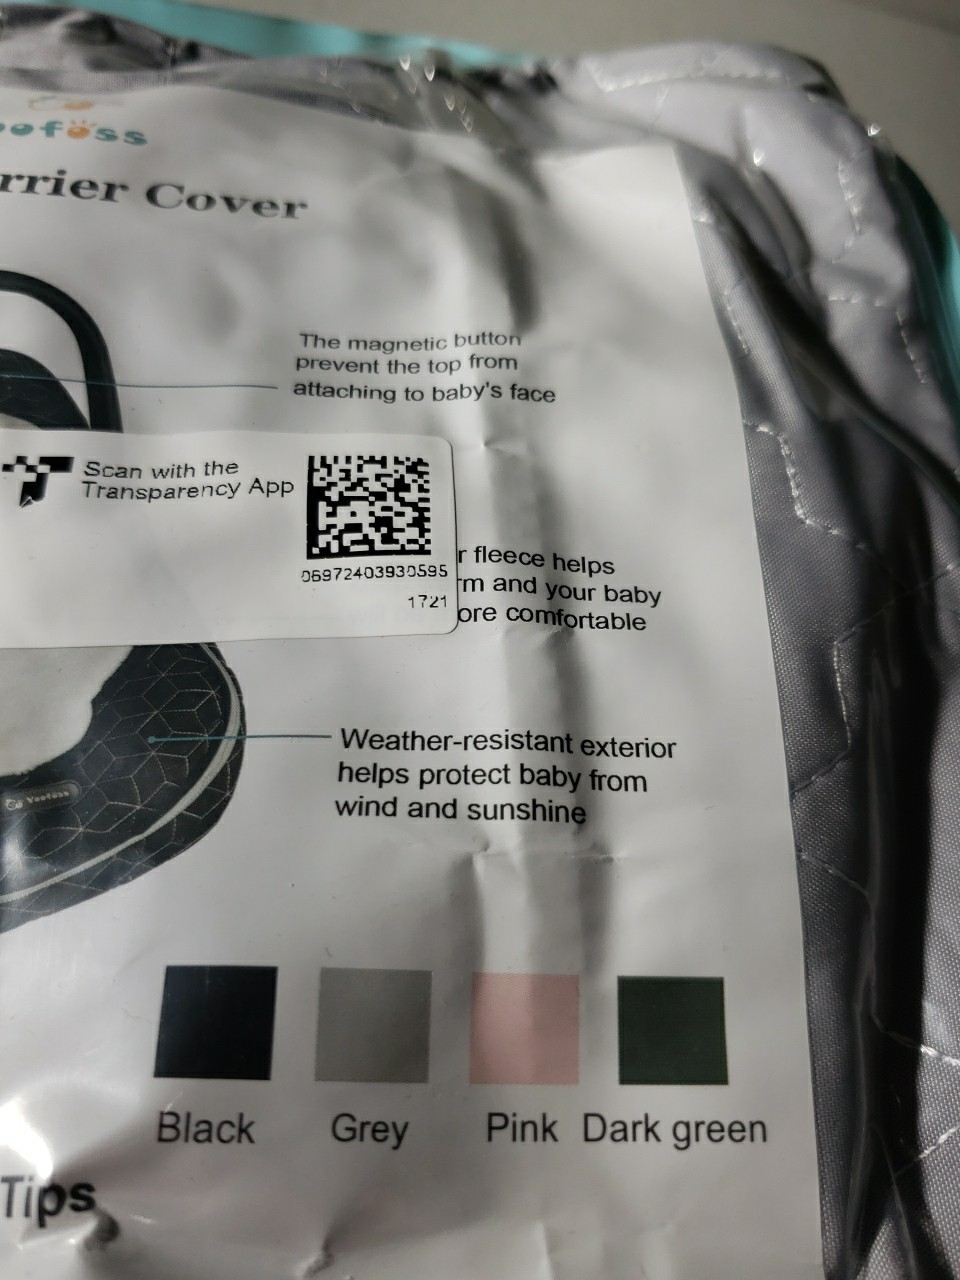 oofoss
rrier Cover
The magnetic button
prevent the top from
attaching to baby's face
Scan with the
Transparency App
06972403930595
1721
r fleece helps
rm and your baby
ore comfortable
Weather-resistant exterior
helps protect baby from
wind and sunshine
Yoofoss
Black Grey Pink Dark green
Tips